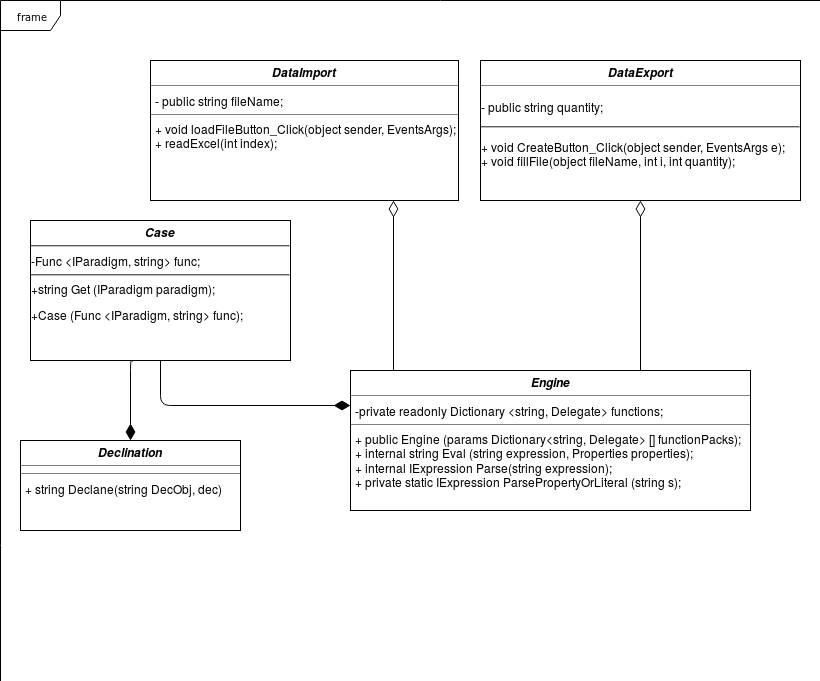 frame
DataImport
- public string fileName;
+ void loadFileButton_Click(object sender, EventsArgs);
+ readExcel(int index);
DataExport
- public string quantity;
+ void CreateButton_Click(object sender, EventsArgs e);
+ void fillFile(object fileName, int i, int quantity);
Case
-Func <IParadigm, string> func;
+string Get (IParadigm paradigm);
+Case (Func <IParadigm, string> func);
Engine
-private readonly Dictionary <string, Delegate> functions;
+ public Engine (params Dictionary<string, Delegate> [] functionPacks);
+ internal string Eval (string expression, Properties properties);
+ internal IExpression Parse(string expression);
+ private static IExpression ParsePropertyOrLiteral (string s);
Declination
+ string Declane(string DecObj, dec)